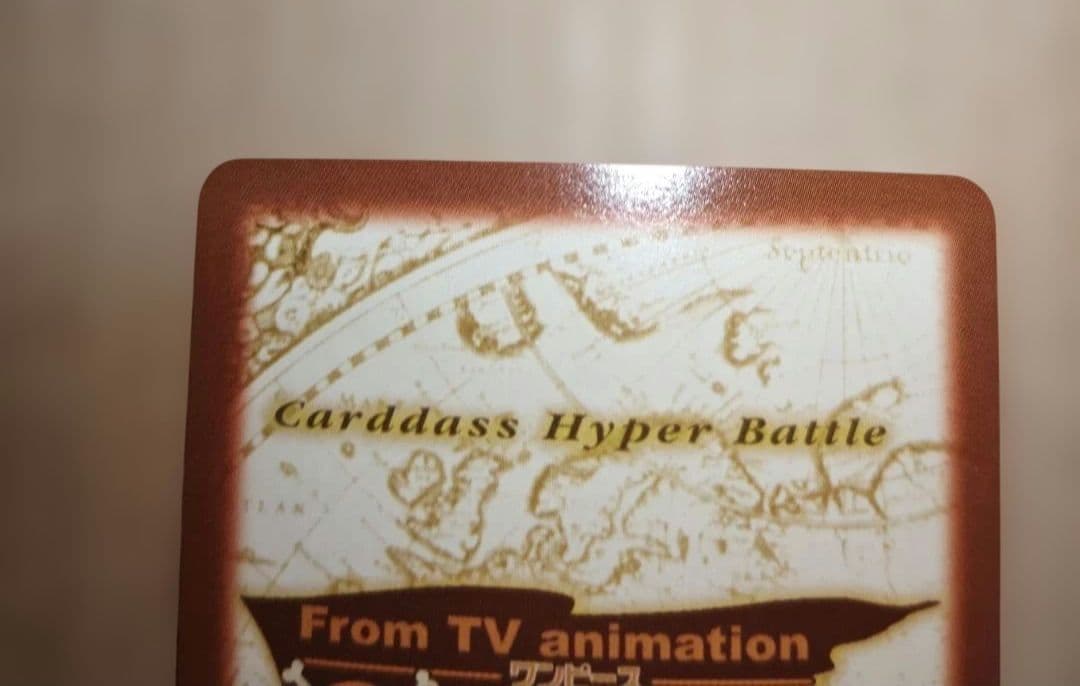 Septentrio
Carddass Hyper Battle
From TV animation
ワンピース